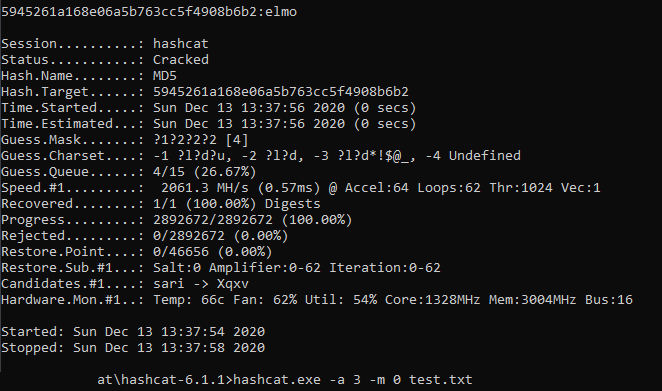 5945261a168e06a5b763cc5f4908b6b2:elmo
Session..........: hashcat
Status...........: Cracked
Hash.Name........: MD5
Hash.Target......: 5945261a168e06a5b763cc5f4908b6b2
Time.Started.....: Sun Dec 13 13:37:56 2020 (0 secs)
Time.Estimated...: Sun Dec 13 13:37:56 2020 (0 secs)
Guess.Mask.......: ?1?2?2?2 [4]
Guess.Charset....: -1 ?l?d?u, -2 ?l?d, -3 ?l?d*!$@_, -4 Undefined
Guess.Queue......: 4/15 (26.67%)
Speed.#1.........:  2061.3 MH/s (0.57ms) @ Accel:64 Loops:62 Thr:1024 Vec:1
Recovered........: 1/1 (100.00%) Digests
Progress.........: 2892672/2892672 (100.00%)
Rejected.........: 0/2892672 (0.00%)
Restore.Point....: 0/46656 (0.00%)
Restore.Sub.#1...: Salt:0 Amplifier:0-62 Iteration:0-62
Candidates.#1....: sari -> Xqxv
Hardware.Mon.#1..: Temp: 66c Fan: 62% Util: 54% Core:1328MHz Mem:3004MHz Bus:16
Started: Sun Dec 13 13:37:54 2020
Stopped: Sun Dec 13 13:37:58 2020
at\hashcat-6.1.1>hashcat.exe -a 3 -m 0 test.txt